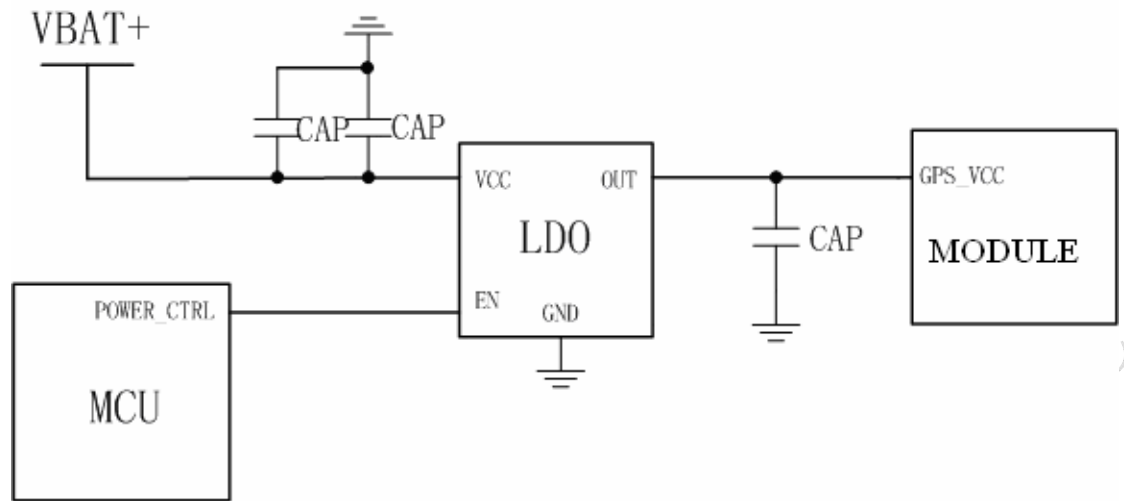 VBAT+
CAP CAP
VCC OUT GPS_VCC
LDO CAP MODULE
POWER_CTRL EN GND
MCU